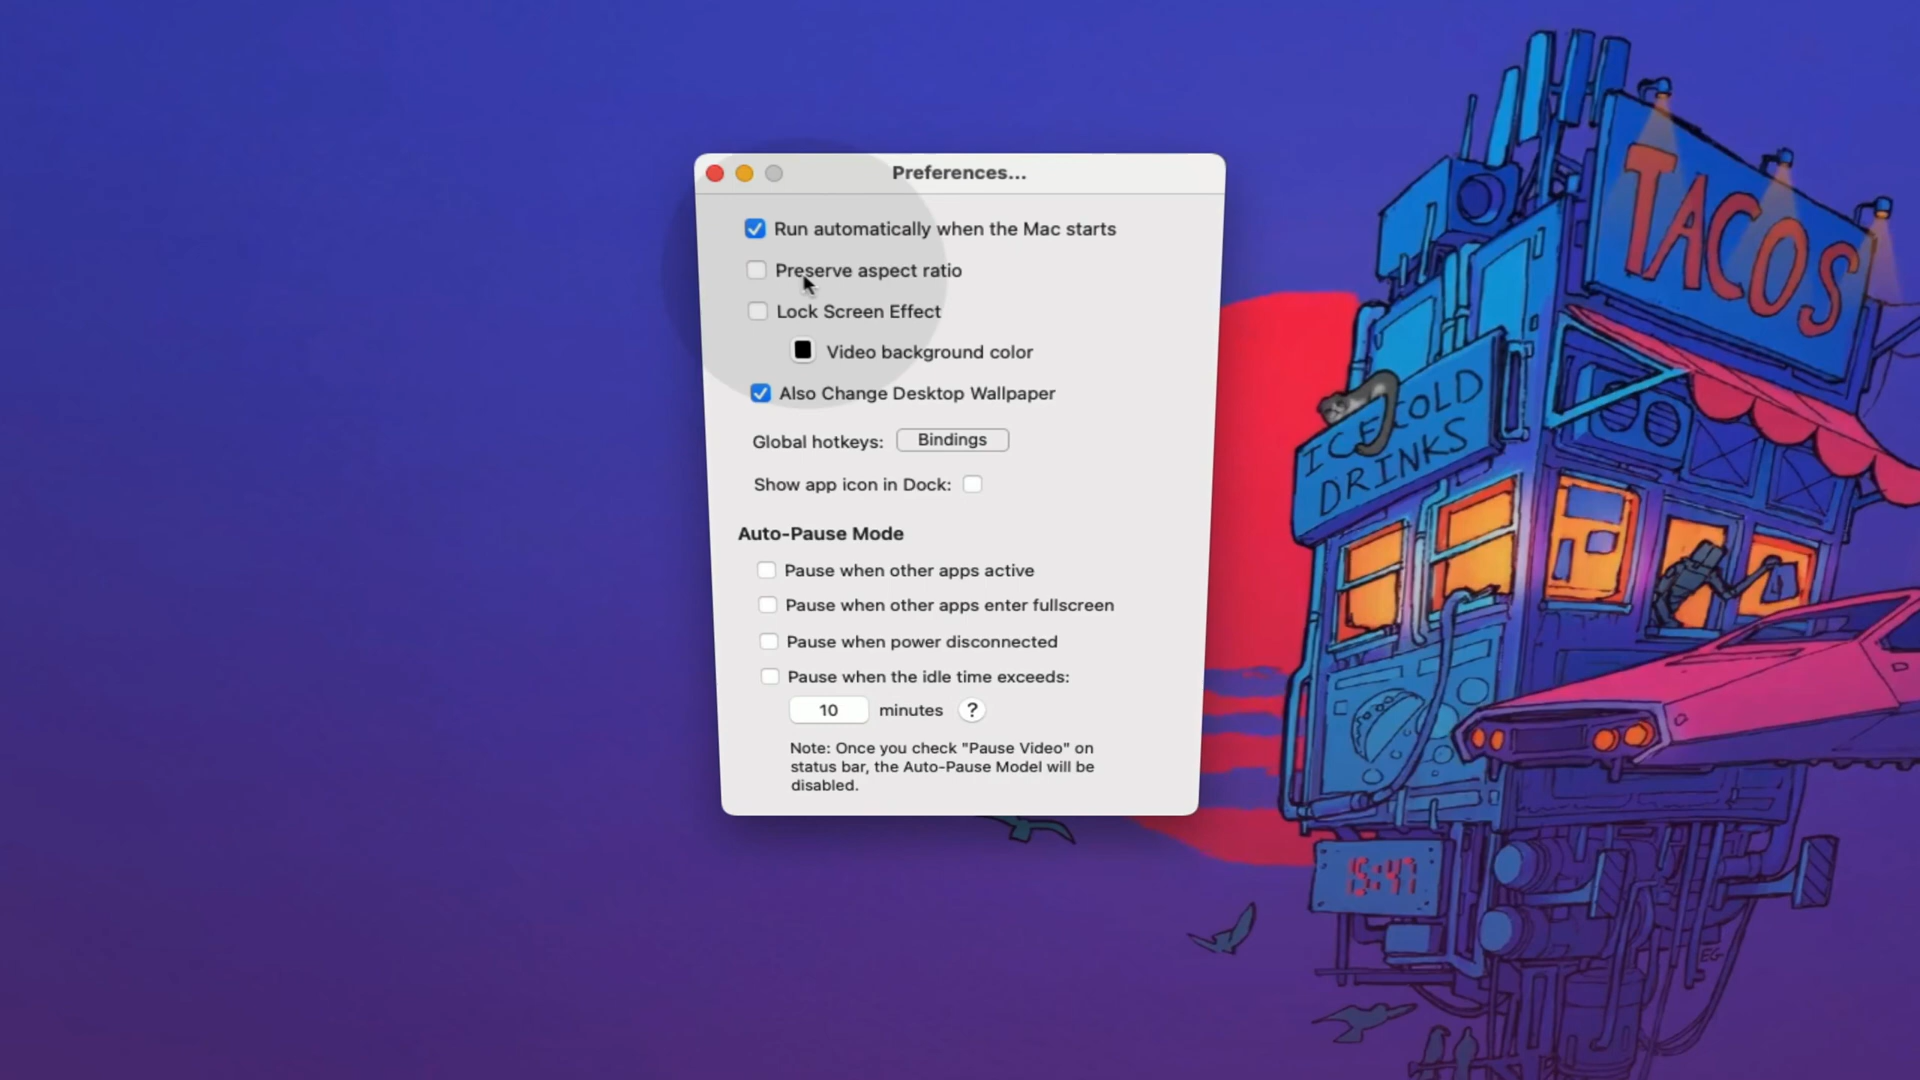 Preferences...
Run automatically when the Mac starts
Preserve aspect ratio
Lock Screen Effect
Video background color
Also Change Desktop Wallpaper
Global hotkeys: Bindings
Show app icon in Dock:
Auto-Pause Mode
Pause when other apps active
Pause when other apps enter fullscreen
Pause when power disconnected
Pause when the idle time exceeds:
10 minutes ?
Note: Once you check "Pause Video" on
status bar, the Auto-Pause Model will be
disabled.
TACOS
ICE COLD
DRINKS
15:47
EG